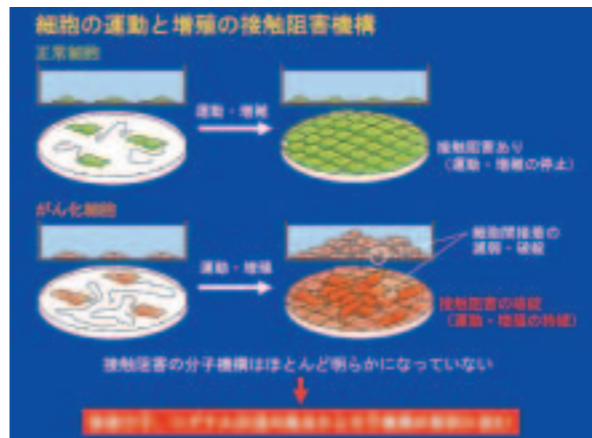 細胞の運動と増殖の接触阻害機構
正常細胞
運動・増殖
接触阻害あり
(運動・増殖の停止)
がん化細胞
運動・増殖
細胞間接着の
減弱・破綻
接触阻害の破綻
(運動・増殖の持続)
接触阻害の分子機構はほとんど明らかになっていない